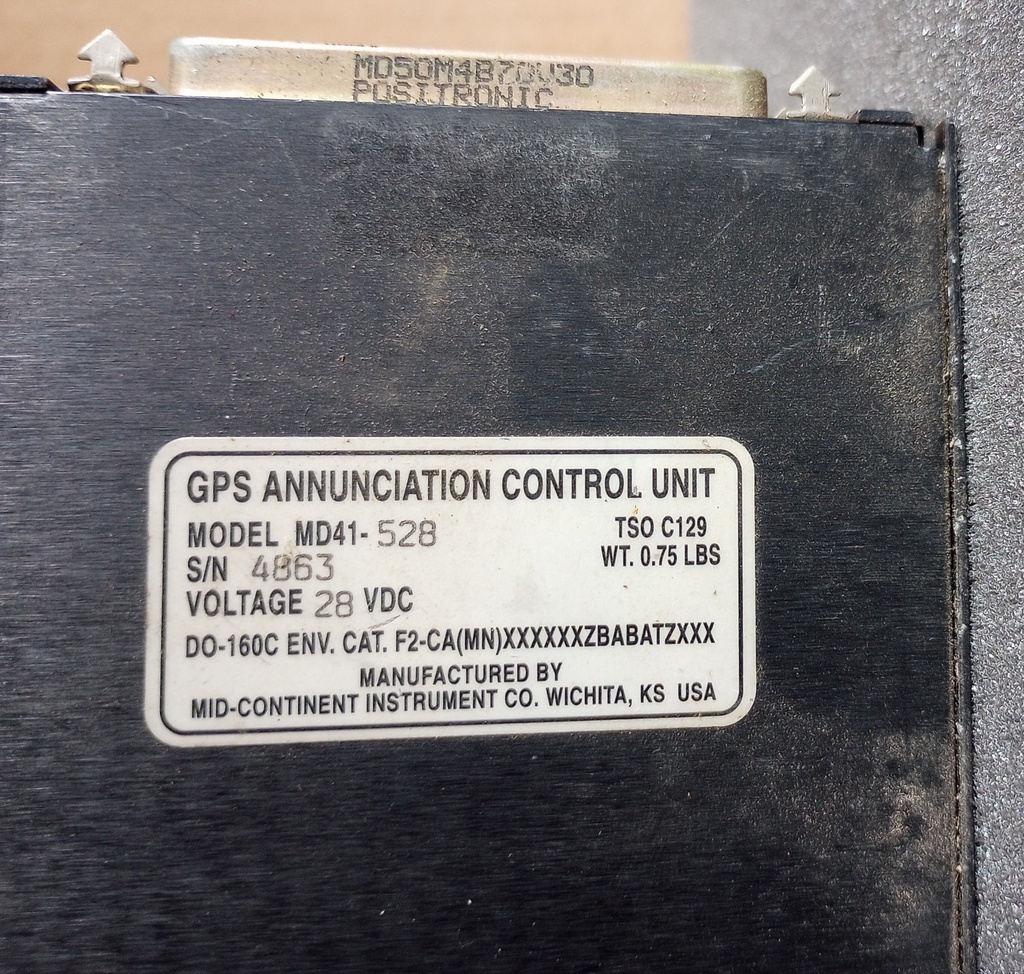 MD50M4B70V30
POSITRONIC
GPS ANNUNCIATION CONTROL UNIT
MODEL MD41-528
TSO C129
S/N 4863
WT. 0.75 LBS
VOLTAGE 28 VDC
DO-160C ENV. CAT. F2-CA(MN)XXXXXXZBABATZXXX
MANUFACTURED BY
MID-CONTINENT INSTRUMENT CO. WICHITA, KS USA